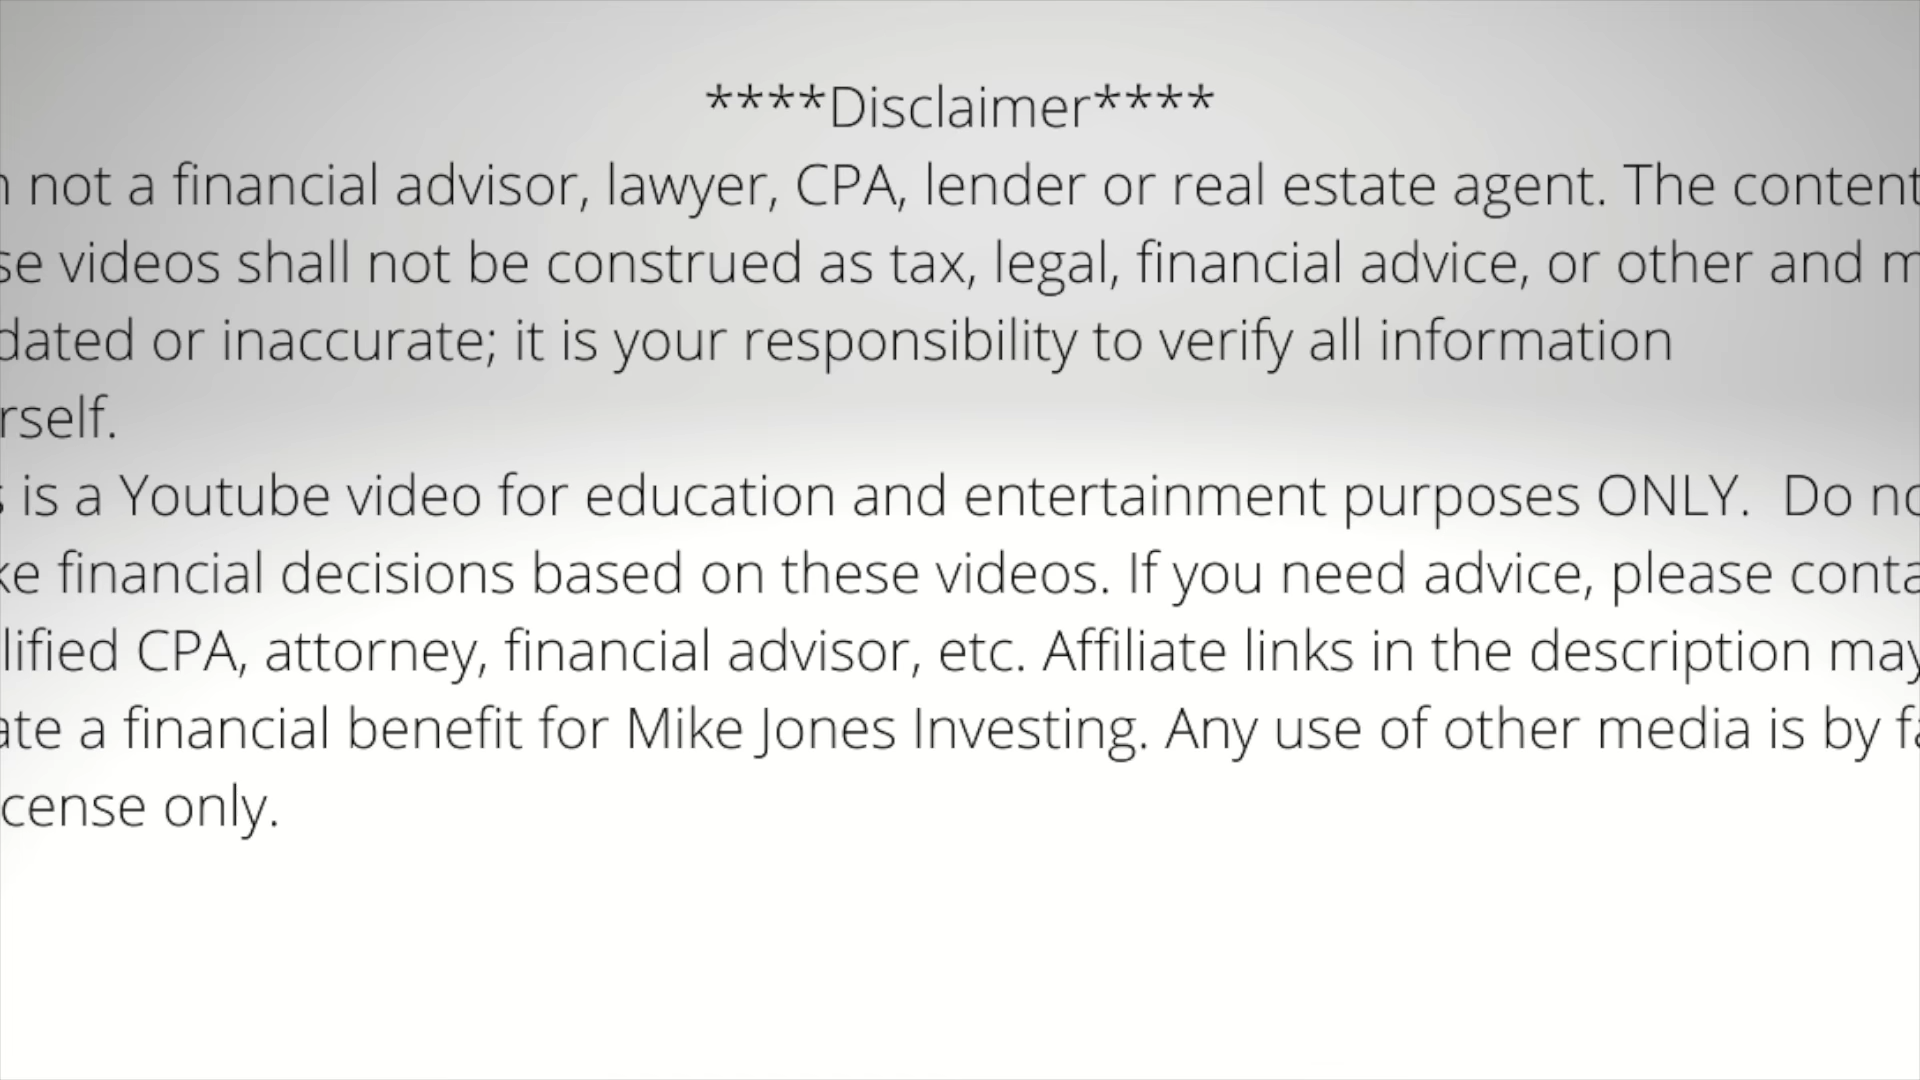 ****Disclaimer****
not a financial advisor, lawyer, CPA, lender or real estate agent. The content
se videos shall not be construed as tax, legal, financial advice, or other and m
dated or inaccurate; it is your responsibility to verify all information
rself.
s is a Youtube video for education and entertainment purposes ONLY.  Do no
ke financial decisions based on these videos. If you need advice, please conta
lified CPA, attorney, financial advisor, etc. Affiliate links in the description may
ate a financial benefit for Mike Jones Investing. Any use of other media is by fa
cense only.